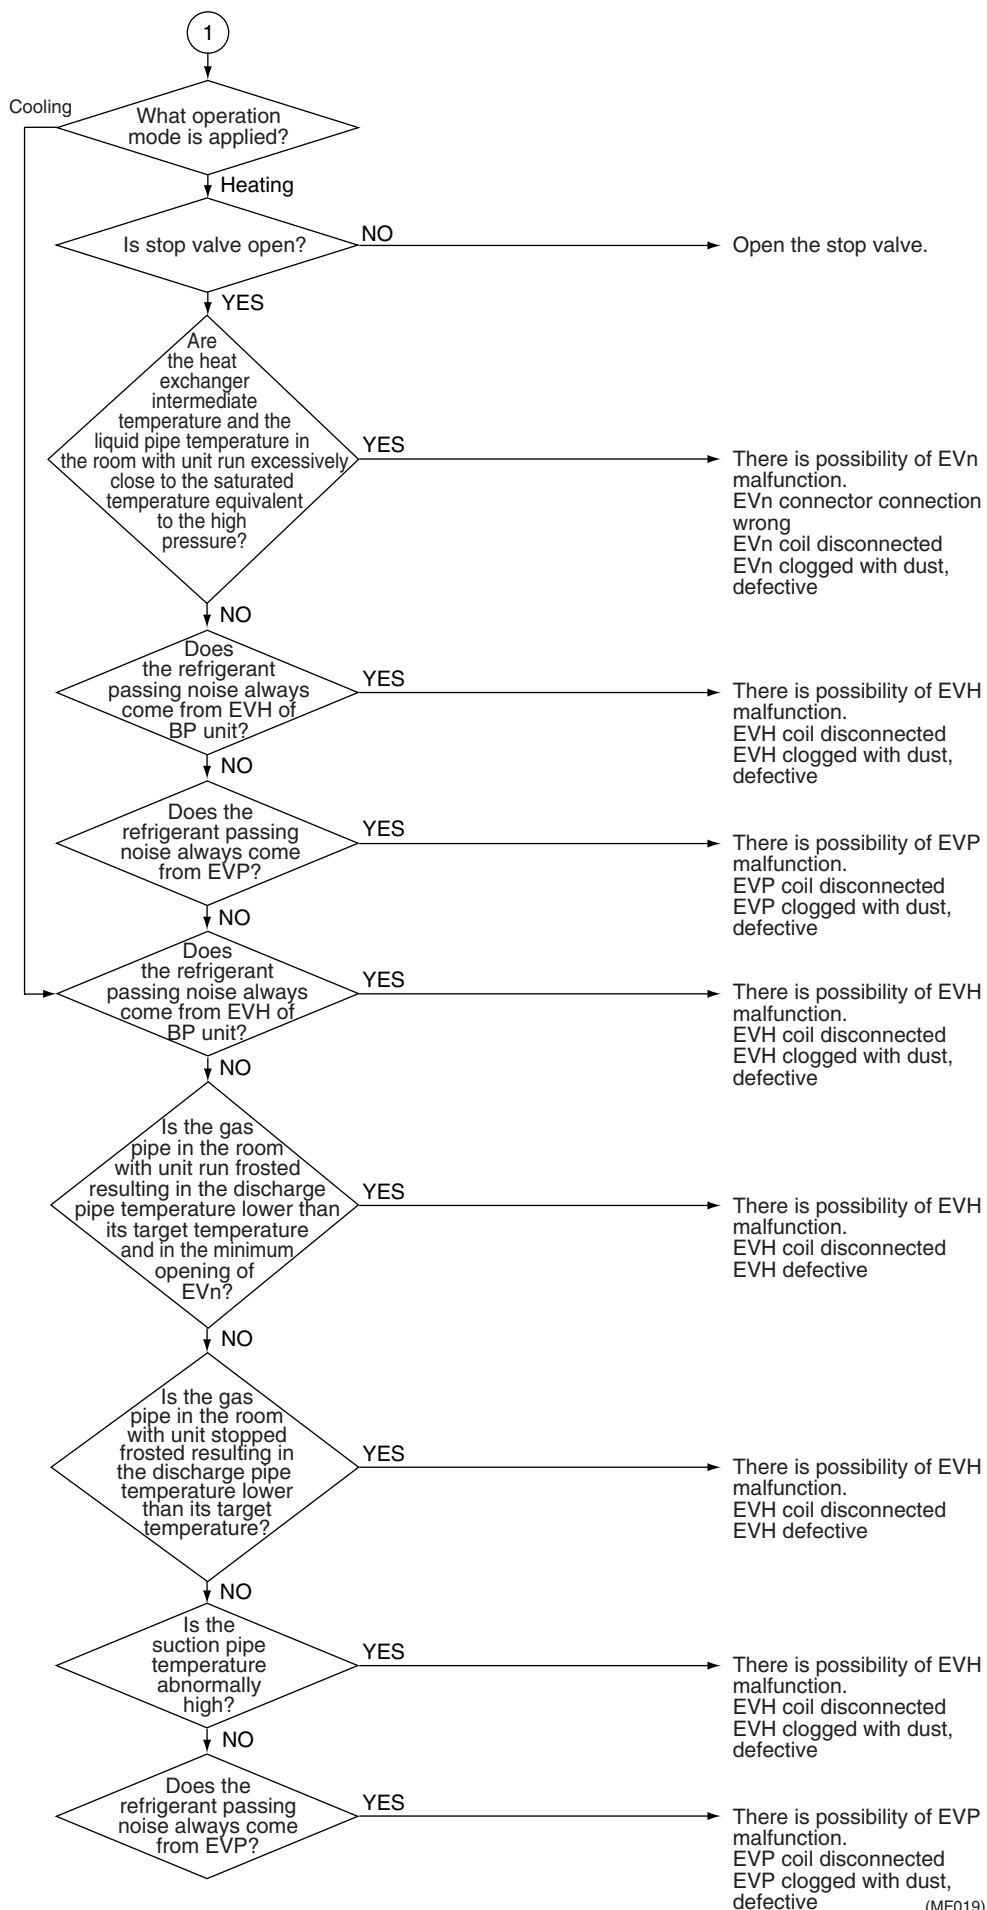 1
Cooling
What operation
mode is applied?
Heating
Is stop valve open?
NO
Open the stop valve.
YES
Are
the heat
exchanger
intermediate
temperature and the
liquid pipe temperature in
the room with unit run excessively
close to the saturated
temperature equivalent
to the high
pressure?
YES
There is possibility of EVn
malfunction.
EVn connector connection
wrong
EVn coil disconnected
EVn clogged with dust,
defective
NO
Does
the refrigerant
passing noise always
come from EVH of
BP unit?
YES
There is possibility of EVH
malfunction.
EVH coil disconnected
EVH clogged with dust,
defective
NO
Does the
refrigerant passing
noise always come
from EVP?
YES
There is possibility of EVP
malfunction.
EVP coil disconnected
EVP clogged with dust,
defective
NO
Does
the refrigerant
passing noise always
come from EVH of
BP unit?
YES
There is possibility of EVH
malfunction.
EVH coil disconnected
EVH clogged with dust,
defective
NO
Is the gas
pipe in the room
with unit run frosted
resulting in the discharge
pipe temperature lower than
its target temperature
and in the minimum
opening of
EVn?
YES
There is possibility of EVH
malfunction.
EVH coil disconnected
EVH defective
NO
Is the gas
pipe in the room
with unit stopped
frosted resulting in
the discharge pipe
temperature lower
than its target
temperature?
YES
There is possibility of EVH
malfunction.
EVH coil disconnected
EVH defective
NO
Is the
suction pipe
temperature
abnormally
high?
YES
There is possibility of EVH
malfunction.
EVH coil disconnected
EVH clogged with dust,
defective
NO
Does the
refrigerant passing
noise always come
from EVP?
YES
There is possibility of EVP
malfunction.
EVP coil disconnected
EVP clogged with dust,
defective
(MF019)